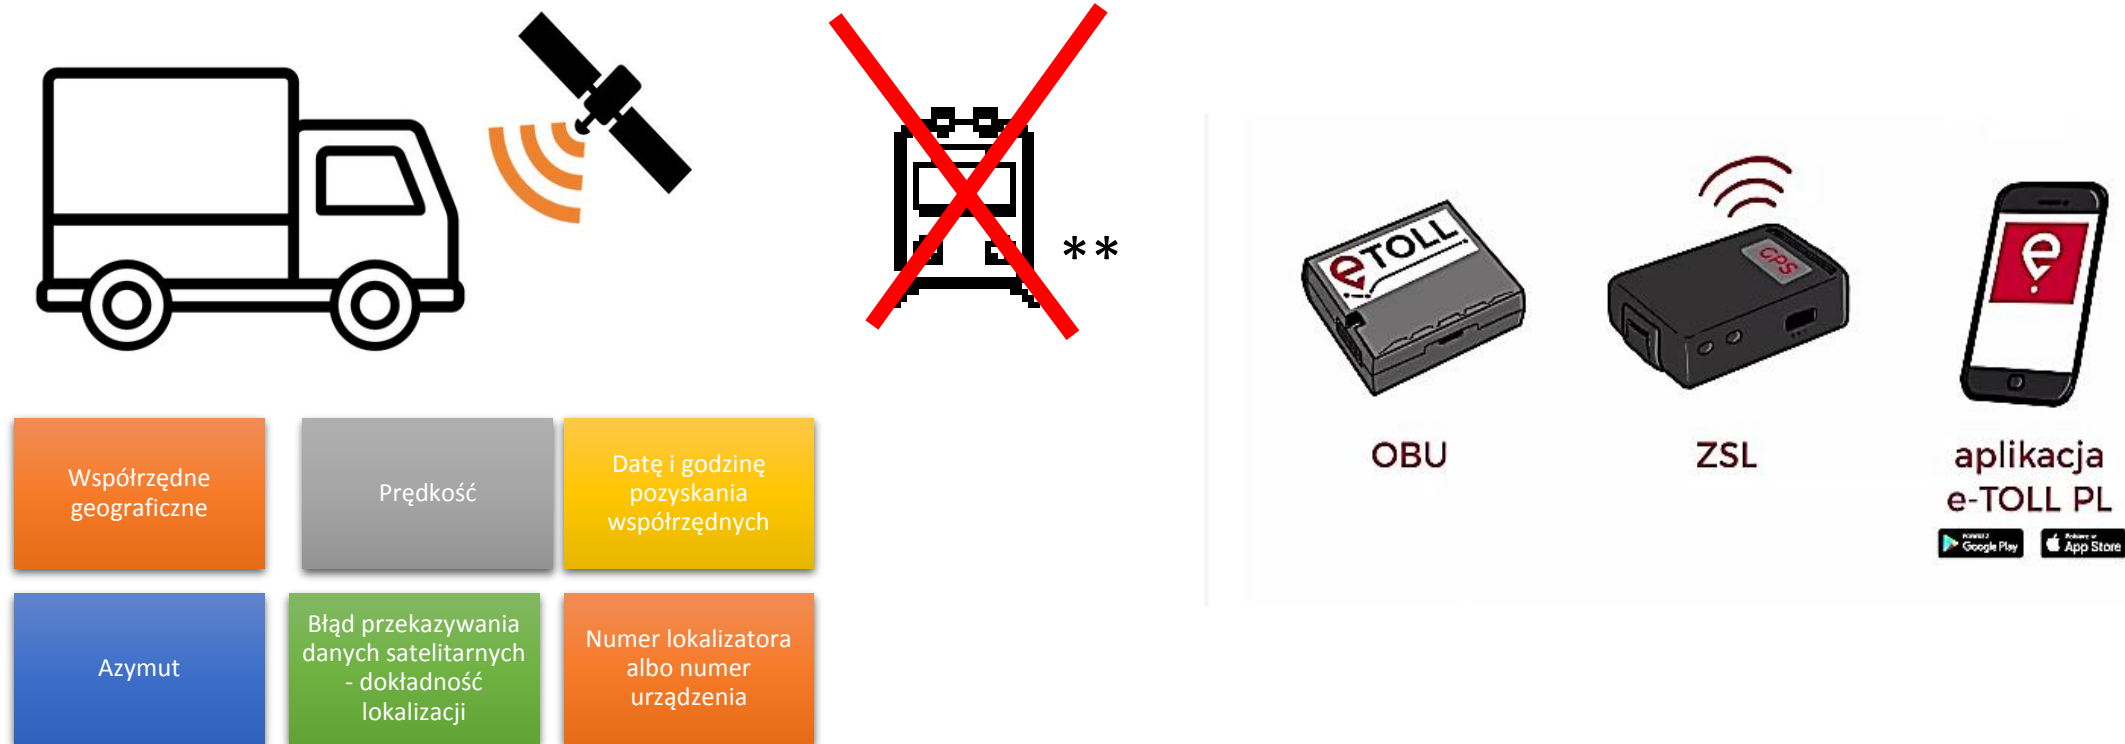 **
eTOLL
GPS
e
OBU
ZSL
aplikacja
e-TOLL PL
Google Play
App Store
Współrzędne
geograficzne
Prędkość
Datę i godzinę
pozyskania
współrzędnych
Azymut
Błąd przekazywania
danych satelitarnych
- dokładność
lokalizacji
Numer lokalizatora
albo numer
urządzenia